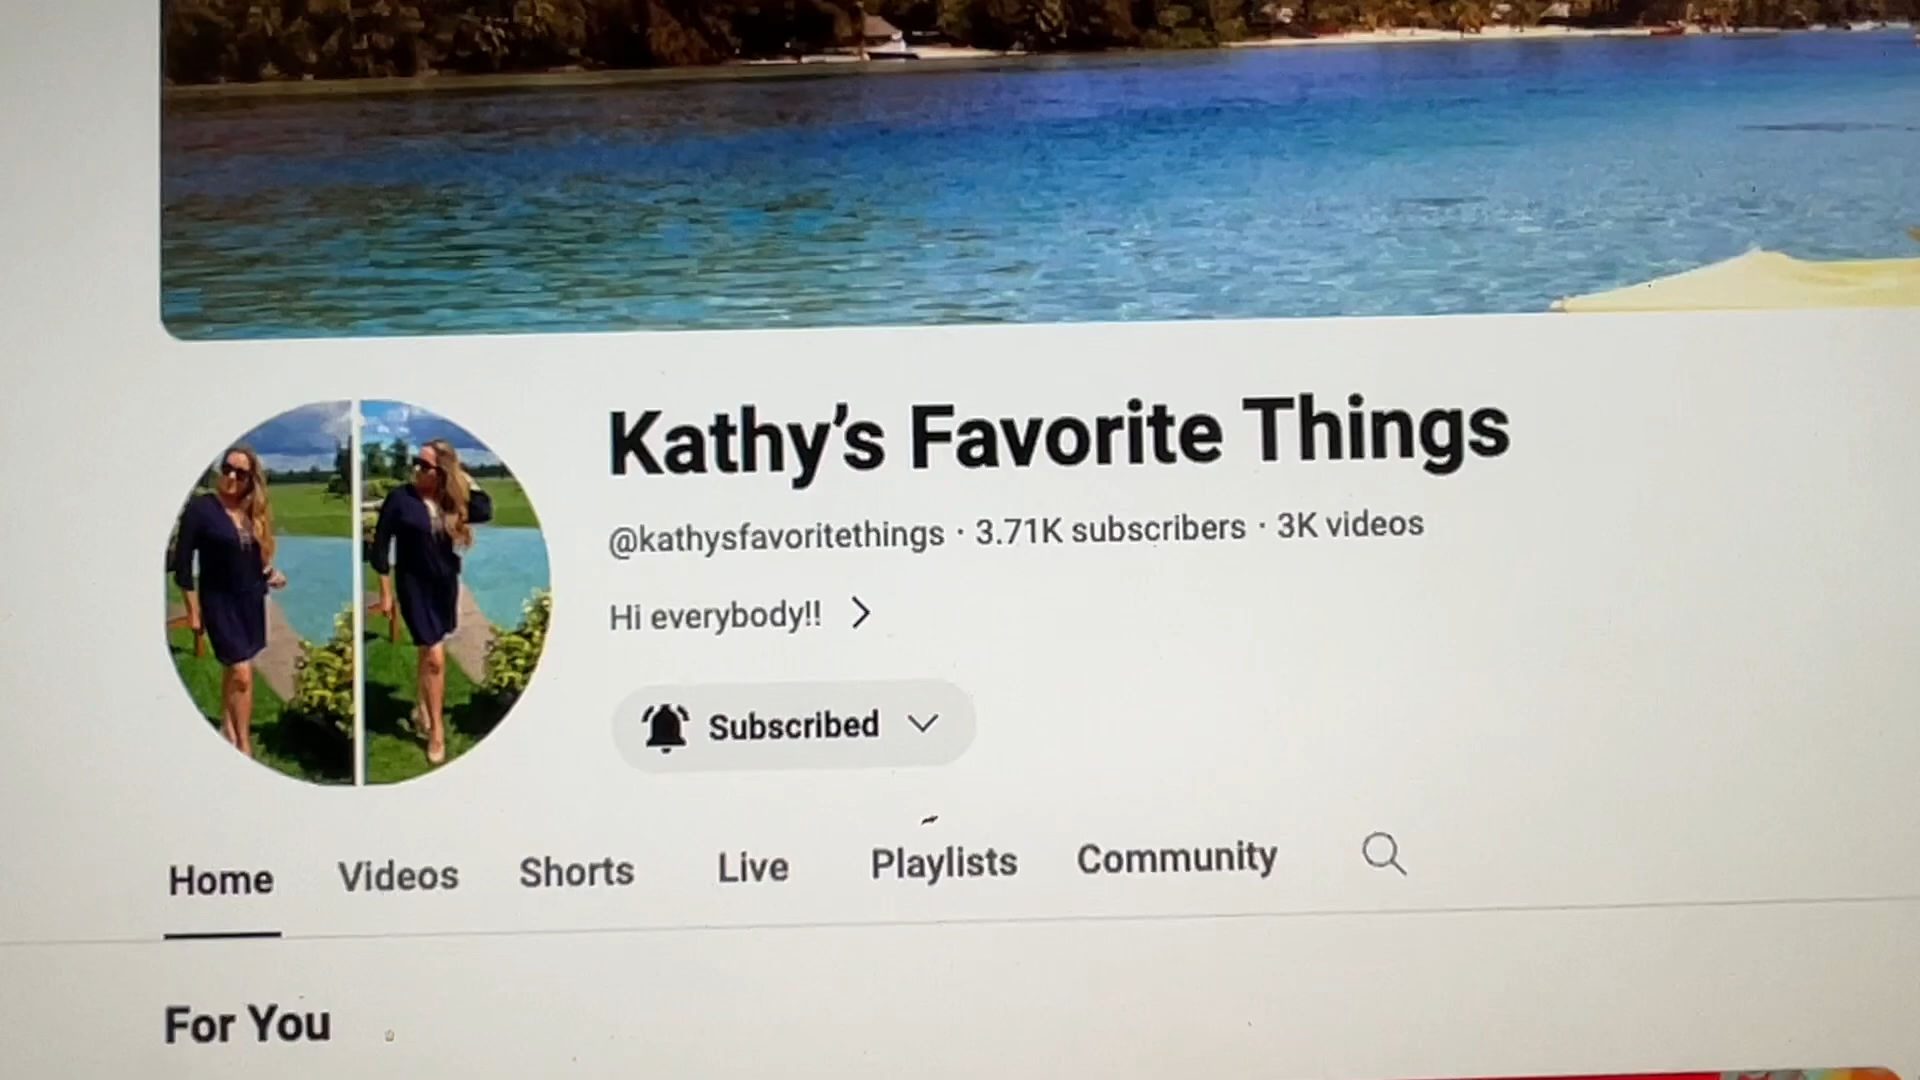 Kathy's Favorite Things
@kathysfavoritethings · 3.71K subscribers · 3K videos
Hi everybody!!
Subscribed
Home Videos Shorts Live Playlists Community
For You